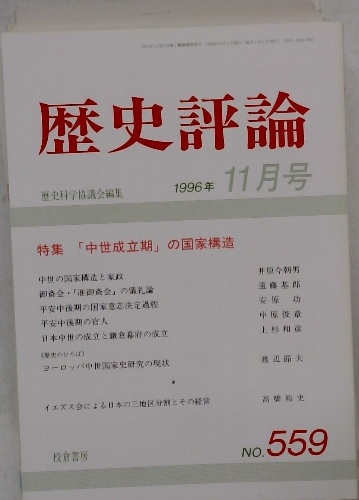 歴史評論
歴史科学協議会編集
1996年 11月号
特集 「中世成立期」の国家構造
中世の国家構造と家政 井原今朝男
御斎会・「准御斎会」の儀礼論 遠藤基郎
平安中後期の国家意志決定過程 安原功
平安中後期の官人 中原俊章
日本中世の成立と鎌倉幕府の成立 上杉和彦
〈歴史のひろば〉
ヨーロッパ中世国家史研究の現状 渡辺節夫
*
イエズス会による日本の三地区分割とその経営 高橋裕史
校倉書房
NO.559